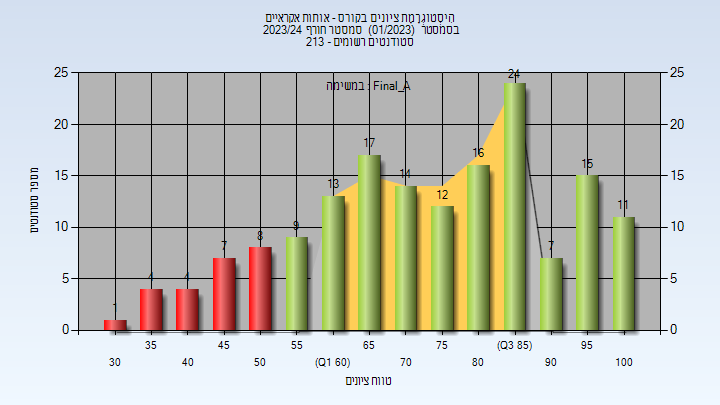 היסטוגרמת ציונים בקורס - אותות אקראיים
בסמסטר (01/2023) סמסטר חורף 2023/24
סטודנטים רשומים - 213
במשימה : Final_A
מספר סטודנטים
25 25
20 20
15 15
10 10
5 5
0 0
1 4 4 7 8 9 13 17 14 12 16 24 7 15 11
35 45 55 65 75 (Q3 85) 95
30 40 50 (Q1 60) 70 80 90 100
טווח ציונים